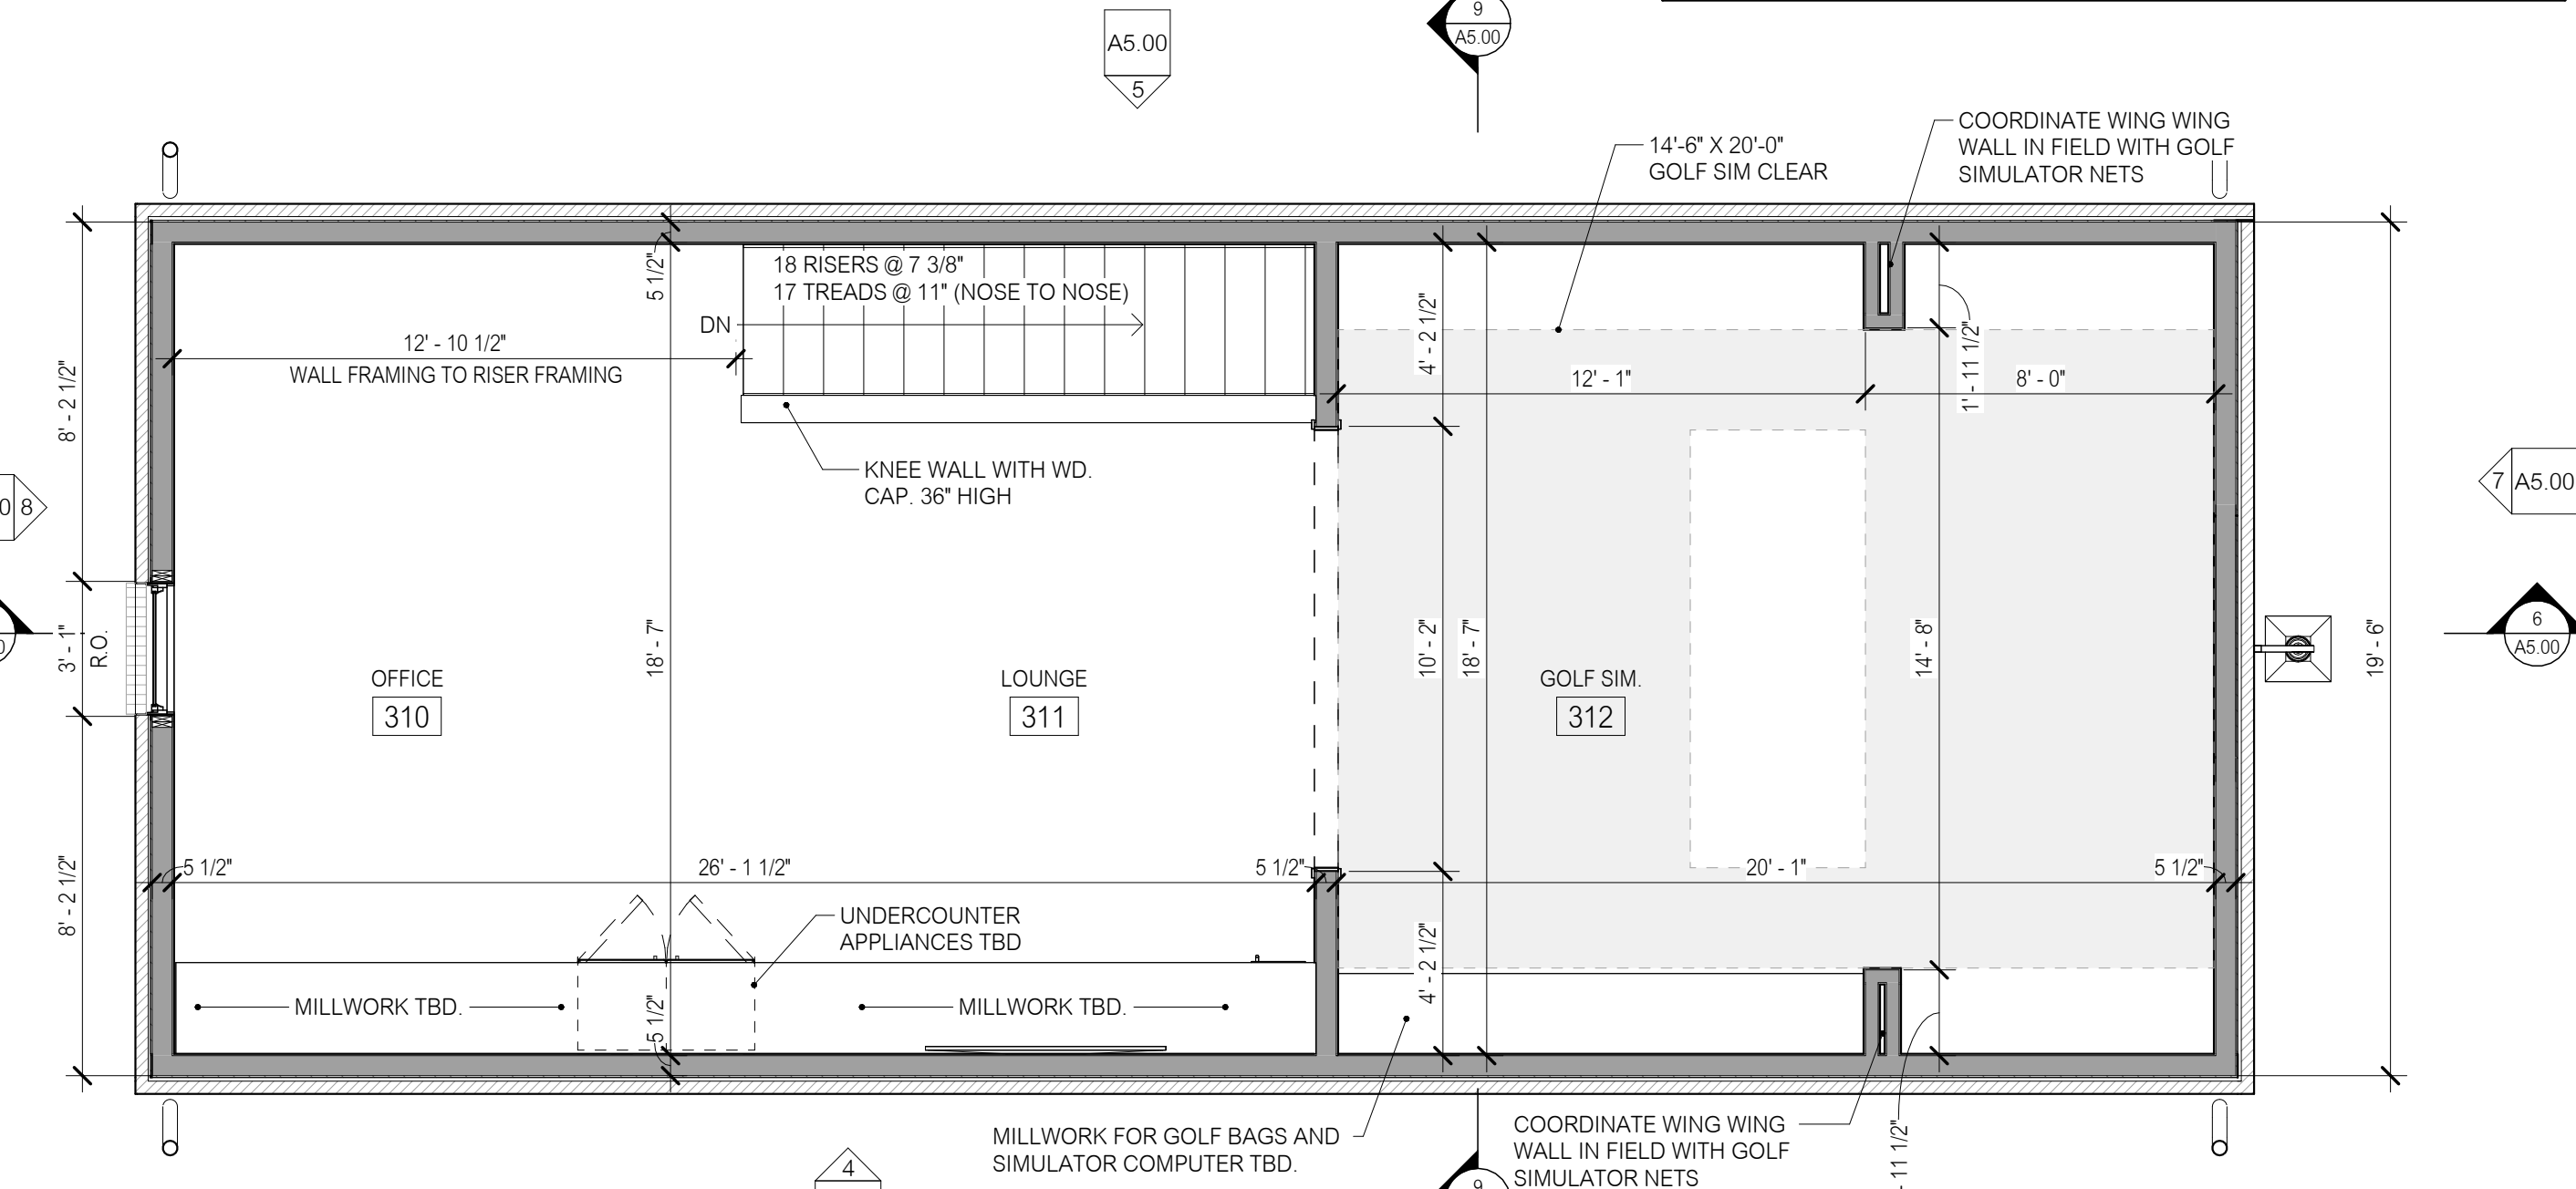 A5.00
5
9
A5.00
14'-6" X 20'-0"
GOLF SIM CLEAR
COORDINATE WING WING
WALL IN FIELD WITH GOLF
SIMULATOR NETS
5 1/2"
18 RISERS @ 7 3/8"
17 TREADS @ 11" (NOSE TO NOSE)
DN
12' - 10 1/2"
WALL FRAMING TO RISER FRAMING
8' - 2 1/2"
4' - 2 1/2"
12' - 1"
1' - 11 1/2"
8' - 0"
KNEE WALL WITH WD.
CAP. 36" HIGH
0 8
7 A5.00
3' - 1"
R.O.
18' - 7"
10' - 2"
18' - 7"
14' - 8"
19' - 6"
6
A5.00
0
OFFICE
310
LOUNGE
311
GOLF SIM.
312
8' - 2 1/2"
5 1/2"
26' - 1 1/2"
5 1/2"
20' - 1"
5 1/2"
UNDERCOUNTER
APPLIANCES TBD
4' - 2 1/2"
MILLWORK TBD.
5 1/2"
MILLWORK TBD.
MILLWORK FOR GOLF BAGS AND
SIMULATOR COMPUTER TBD.
COORDINATE WING WING
WALL IN FIELD WITH GOLF
SIMULATOR NETS
- 11 1/2"
4
9